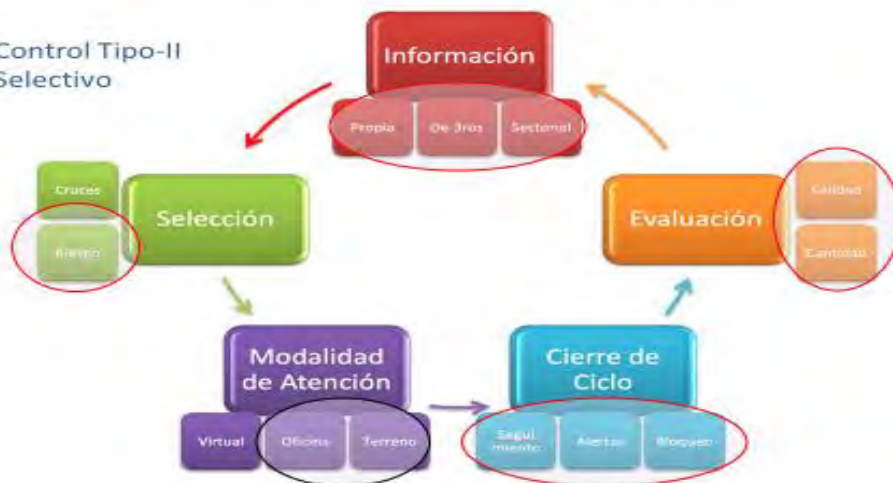 Control Tipo-II
Selectivo
Información
Propia
De 3ros
Sectorial
Cruces
Riesgo
Selección
Evaluación
Calidad
Cantidad
Modalidad
de Atención
Virtual
Oficina
Terreno
Cierre de
Ciclo
Segui
miento
Alertas
Bloqueo